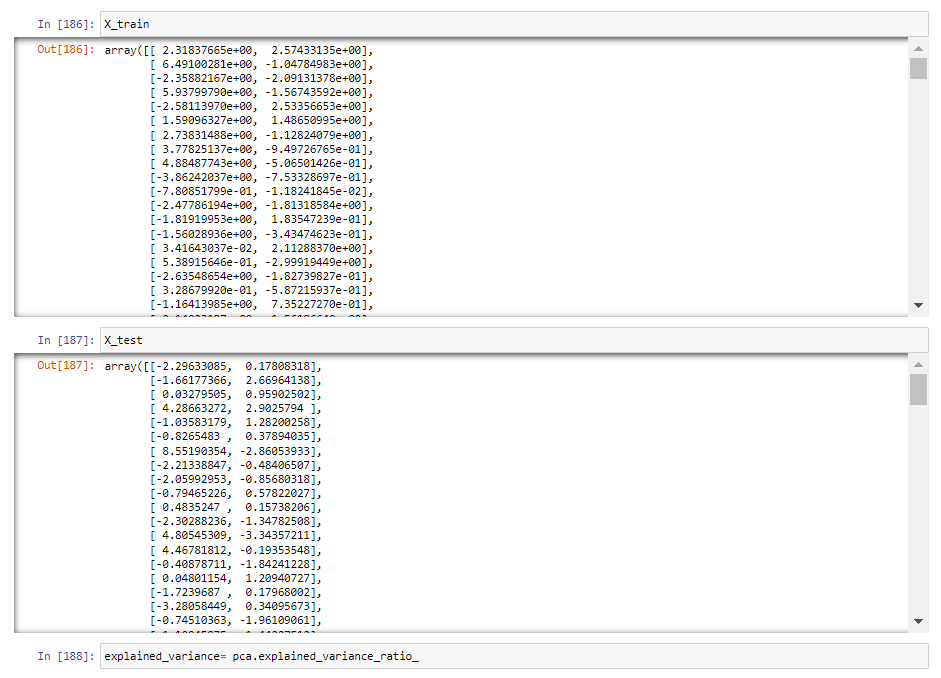 In [186]: X_train
Out[186]: array([[ 2.31837665e+00,  2.57433135e+00],
[ 6.49100281e+00, -1.04784983e+00],
[-2.35882167e+00, -2.09131378e+00],
[ 5.93799790e+00, -1.56743592e+00],
[-2.58113970e+00,  2.53356653e+00],
[ 1.59096327e+00,  1.48650995e+00],
[ 2.73831488e+00, -1.12824079e+00],
[ 3.77825137e+00, -9.49726765e-01],
[ 4.88487743e+00, -5.06501426e-01],
[-3.86242037e+00, -7.53328697e-01],
[-7.80851799e-01, -1.18241845e-02],
[-2.47786194e+00, -1.81318584e+00],
[-1.81919953e+00,  1.83547239e-01],
[-1.56028936e+00, -3.43474623e-01],
[ 3.41643037e-02,  2.11288370e+00],
[ 5.38915646e-01, -2.99919449e+00],
[-2.63548654e+00, -1.82739827e-01],
[ 3.28679920e-01, -5.87215937e-01],
[-1.16413985e+00,  7.35227270e-01],
In [187]: X_test
Out[187]: array([[-2.29633085,  0.17808318],
[-1.66177366,  2.66964138],
[ 0.03279505,  0.95902502],
[ 4.28663272,  2.9025794 ],
[-1.03583179,  1.28200258],
[-0.8265483 ,  0.37894035],
[ 8.55190354, -2.86053933],
[-2.21338847, -0.48406507],
[-2.05992953, -0.85680318],
[-0.79465226,  0.57822027],
[ 0.4835247 ,  0.15738206],
[-2.30288236, -1.34782508],
[ 4.80545309, -3.34357211],
[ 4.46781812, -0.19353548],
[-0.40878711, -1.84241228],
[ 0.04801154,  1.20940727],
[-1.7239687 ,  0.17968002],
[-3.28058449,  0.34095673],
[-0.74510363, -1.96109061],
In [188]: explained_variance= pca.explained_variance_ratio_